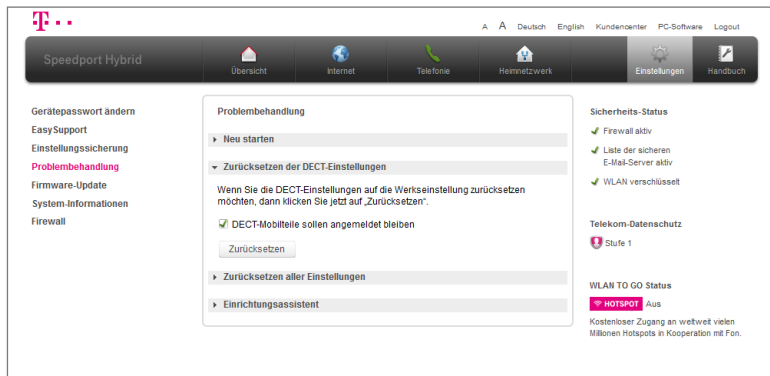 T
A A Deutsch English Kundencenter PC-Software Logout
Speedport Hybrid
Übersicht
Internet
Telefonie
Heimnetzwerk
Einstellungen
Handbuch
Gerätepasswort ändern
EasySupport
Einstellungssicherung
Problembehandlung
Firmware-Update
System-Informationen
Firewall
Problembehandlung
Neu starten
Zurücksetzen der DECT-Einstellungen
Wenn Sie die DECT-Einstellungen auf die Werkseinstellung zurücksetzen
möchten, dann klicken Sie jetzt auf „Zurücksetzen“.
DECT-Mobilteile sollen angemeldet bleiben
Zurücksetzen
Zurücksetzen aller Einstellungen
Einrichtungsassistent
Sicherheits-Status
Firewall aktiv
Liste der sicheren
E-Mail-Server aktiv
WLAN verschlüsselt
Telekom-Datenschutz
Stufe 1
WLAN TO GO Status
HOTSPOT Aus
Kostenloser Zugang an weltweit vielen
Millionen Hotspots in Kooperation mit Fon.